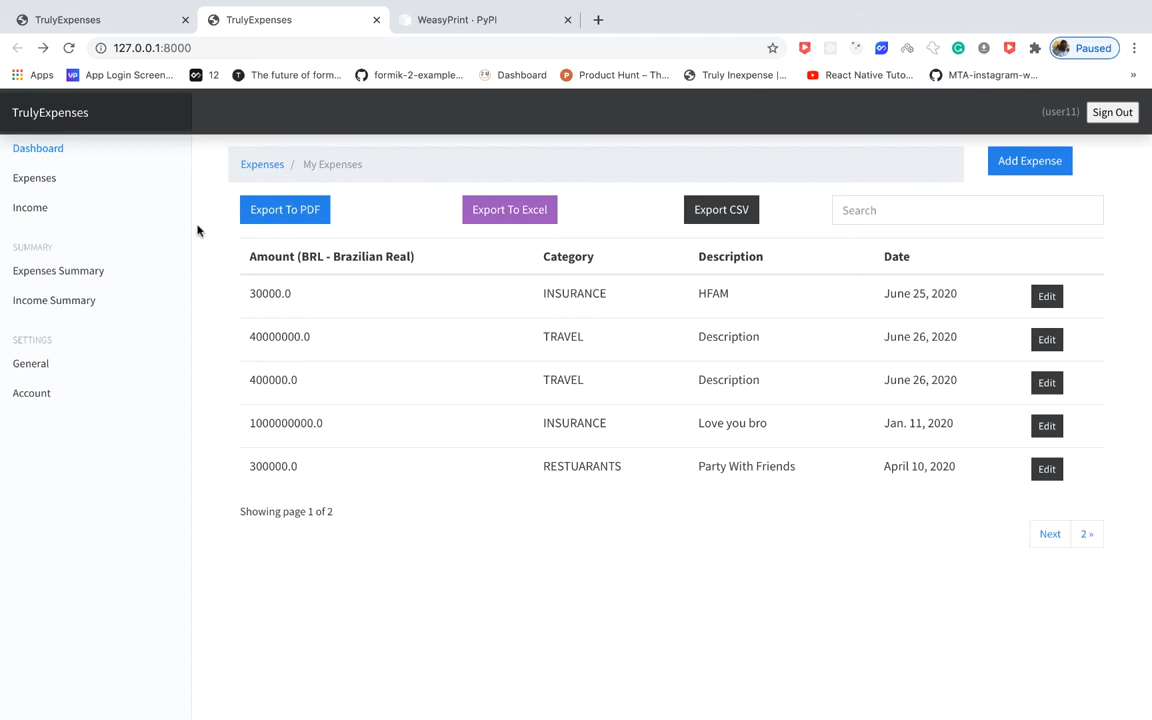 TrulyExpenses
TrulyExpenses
WeasyPrint · PyPI
127.0.0.1:8000
Paused
Apps
UP App Login Screen...
12
The future of form...
formik-2-example...
Dashboard
Product Hunt – Th...
Truly Inexpense |...
React Native Tuto...
MTA-instagram-w...
»
TrulyExpenses
(user11)
Sign Out
Dashboard
Expenses
Income
SUMMARY
Expenses Summary
Income Summary
SETTINGS
General
Account
Expenses / My Expenses
Add Expense
Export To PDF
Export To Excel
Export CSV
Search
Amount (BRL - Brazilian Real) Category Description Date
30000.0 INSURANCE HFAM June 25, 2020 Edit
40000000.0 TRAVEL Description June 26, 2020 Edit
400000.0 TRAVEL Description June 26, 2020 Edit
1000000000.0 INSURANCE Love you bro Jan. 11, 2020 Edit
300000.0 RESTUARANTS Party With Friends April 10, 2020 Edit
Showing page 1 of 2
Next 2 »